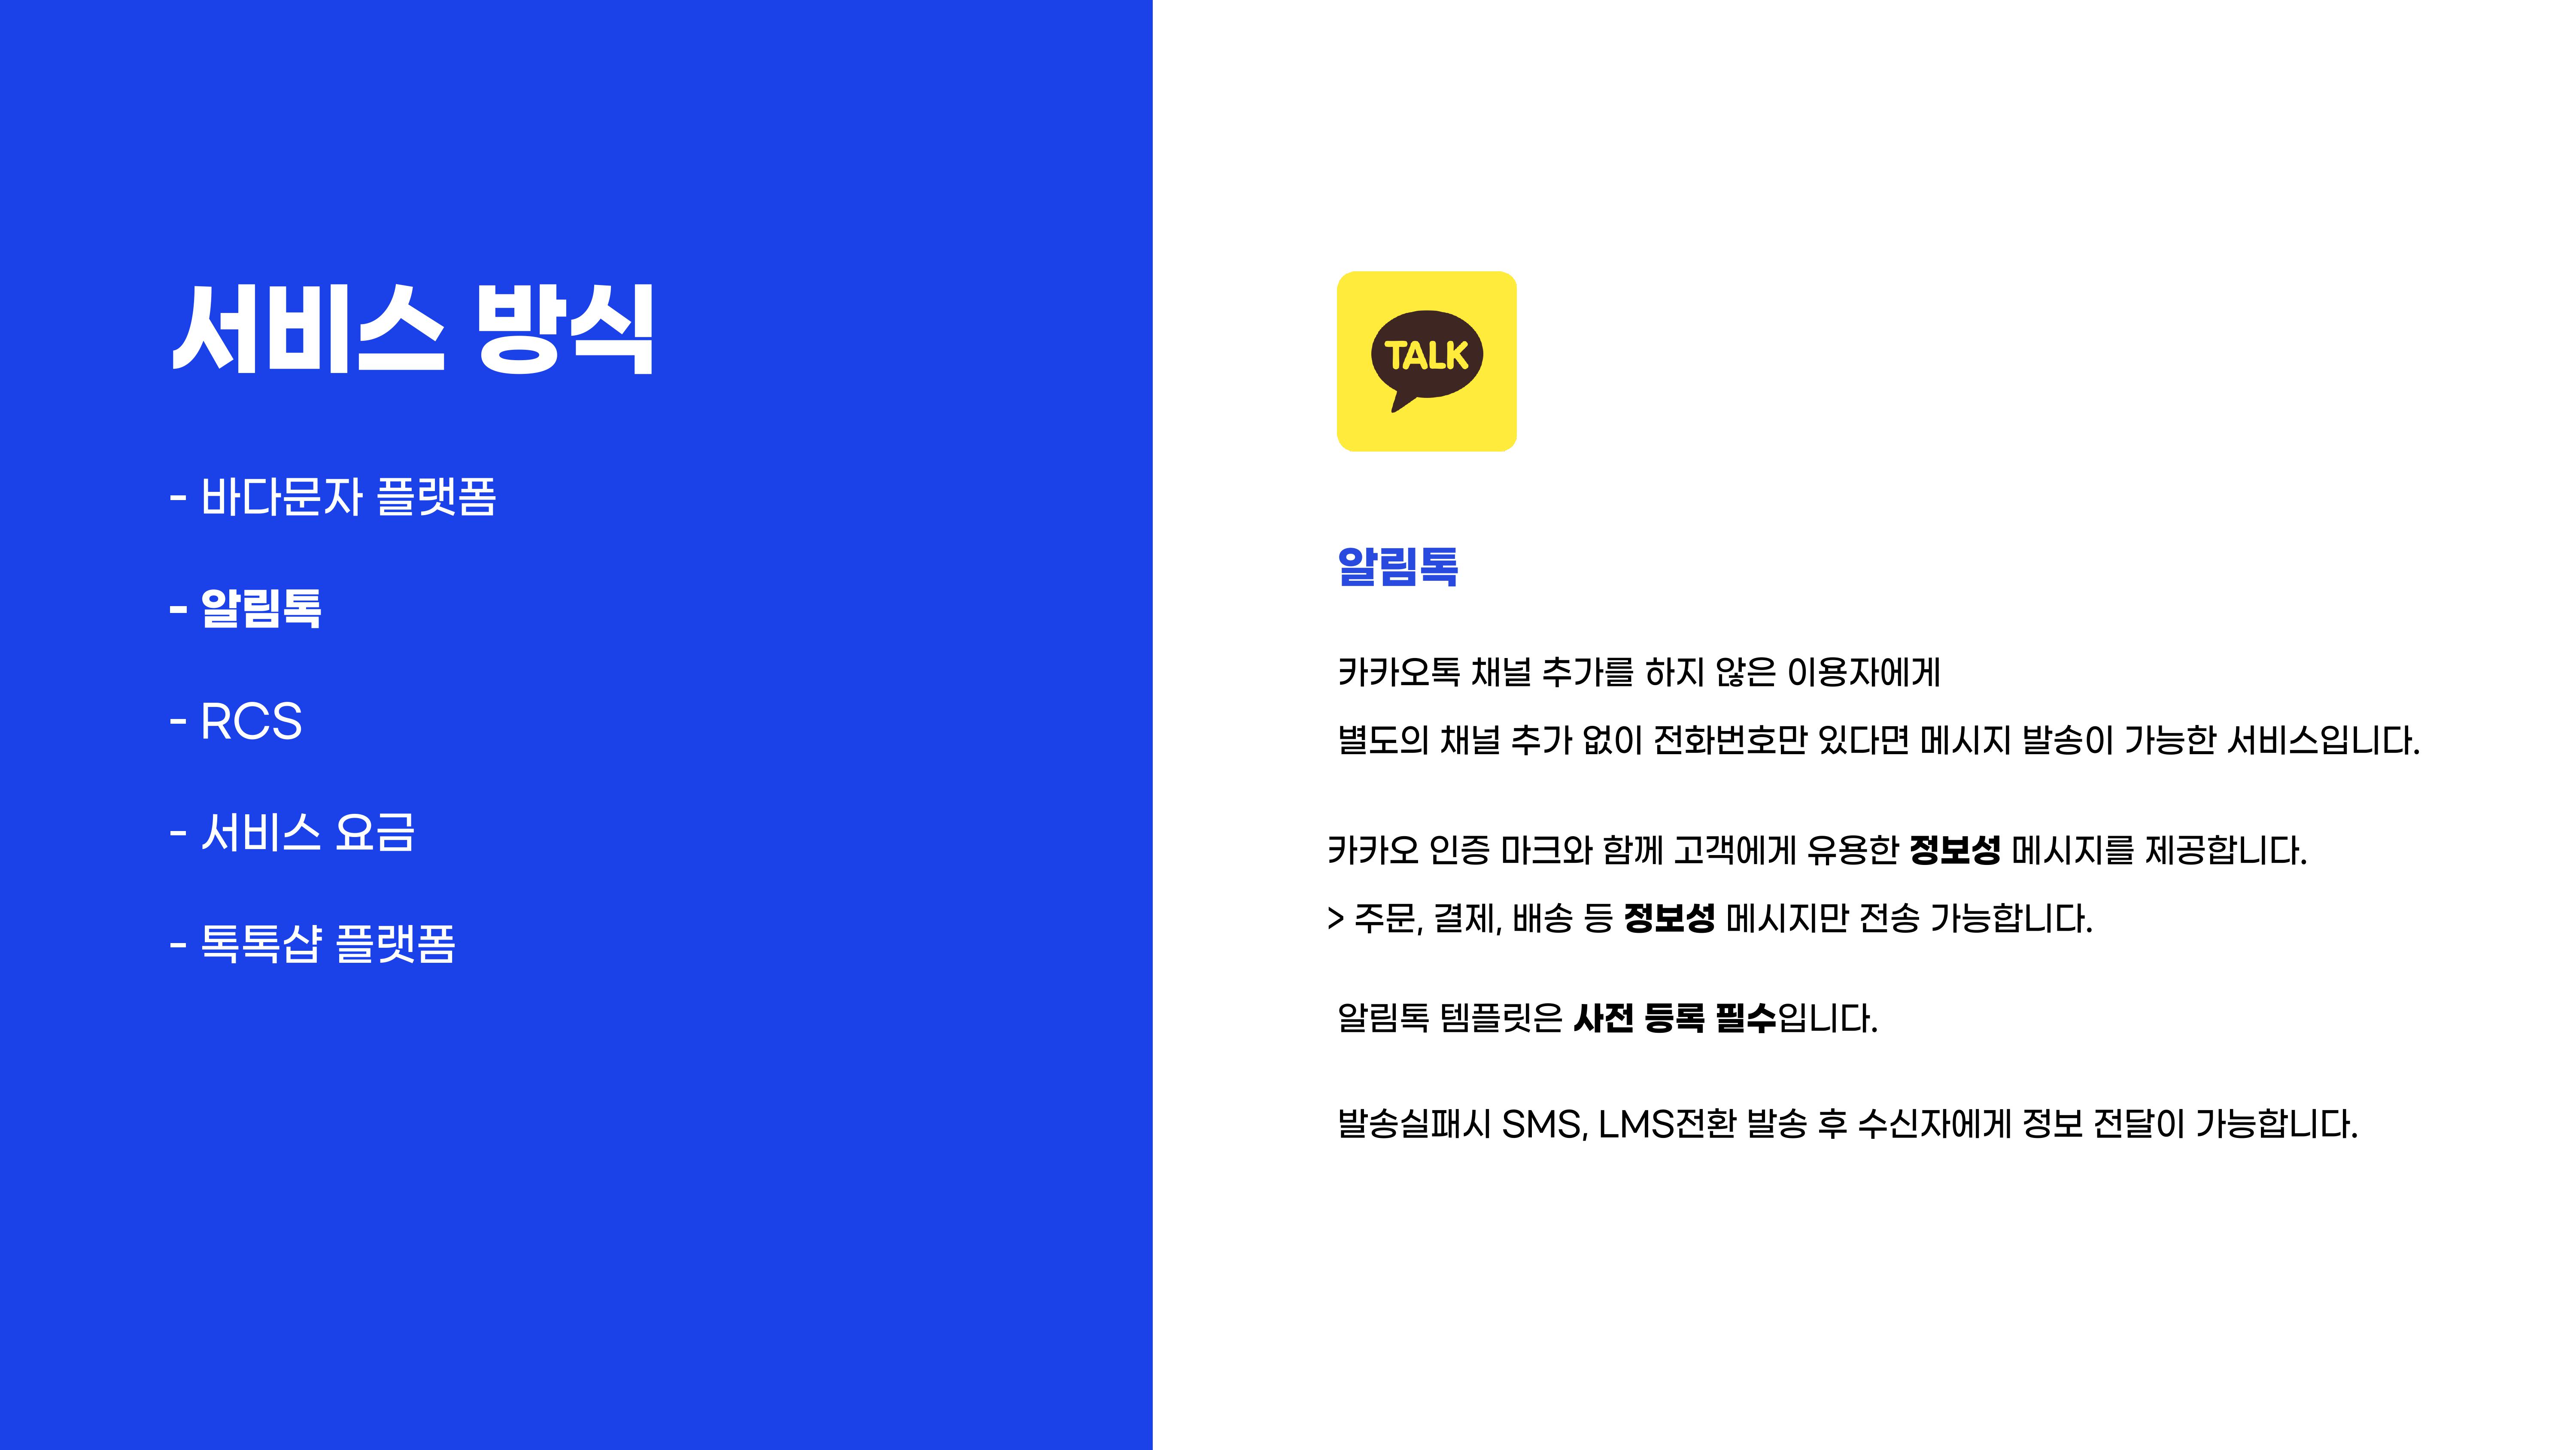 서비스 방식
- 바다문자 플랫폼
- 알림톡
- RCS
- 서비스 요금
- 톡톡샵 플랫폼
TALK
알림톡
카카오톡 채널 추가를 하지 않은 이용자에게
별도의 채널 추가 없이 전화번호만 있다면 메시지 발송이 가능한 서비스입니다.
카카오 인증 마크와 함께 고객에게 유용한 정보성 메시지를 제공합니다.
> 주문, 결제, 배송 등 정보성 메시지만 전송 가능합니다.
알림톡 템플릿은 사전 등록 필수입니다.
발송실패시 SMS, LMS전환 발송 후 수신자에게 정보 전달이 가능합니다.